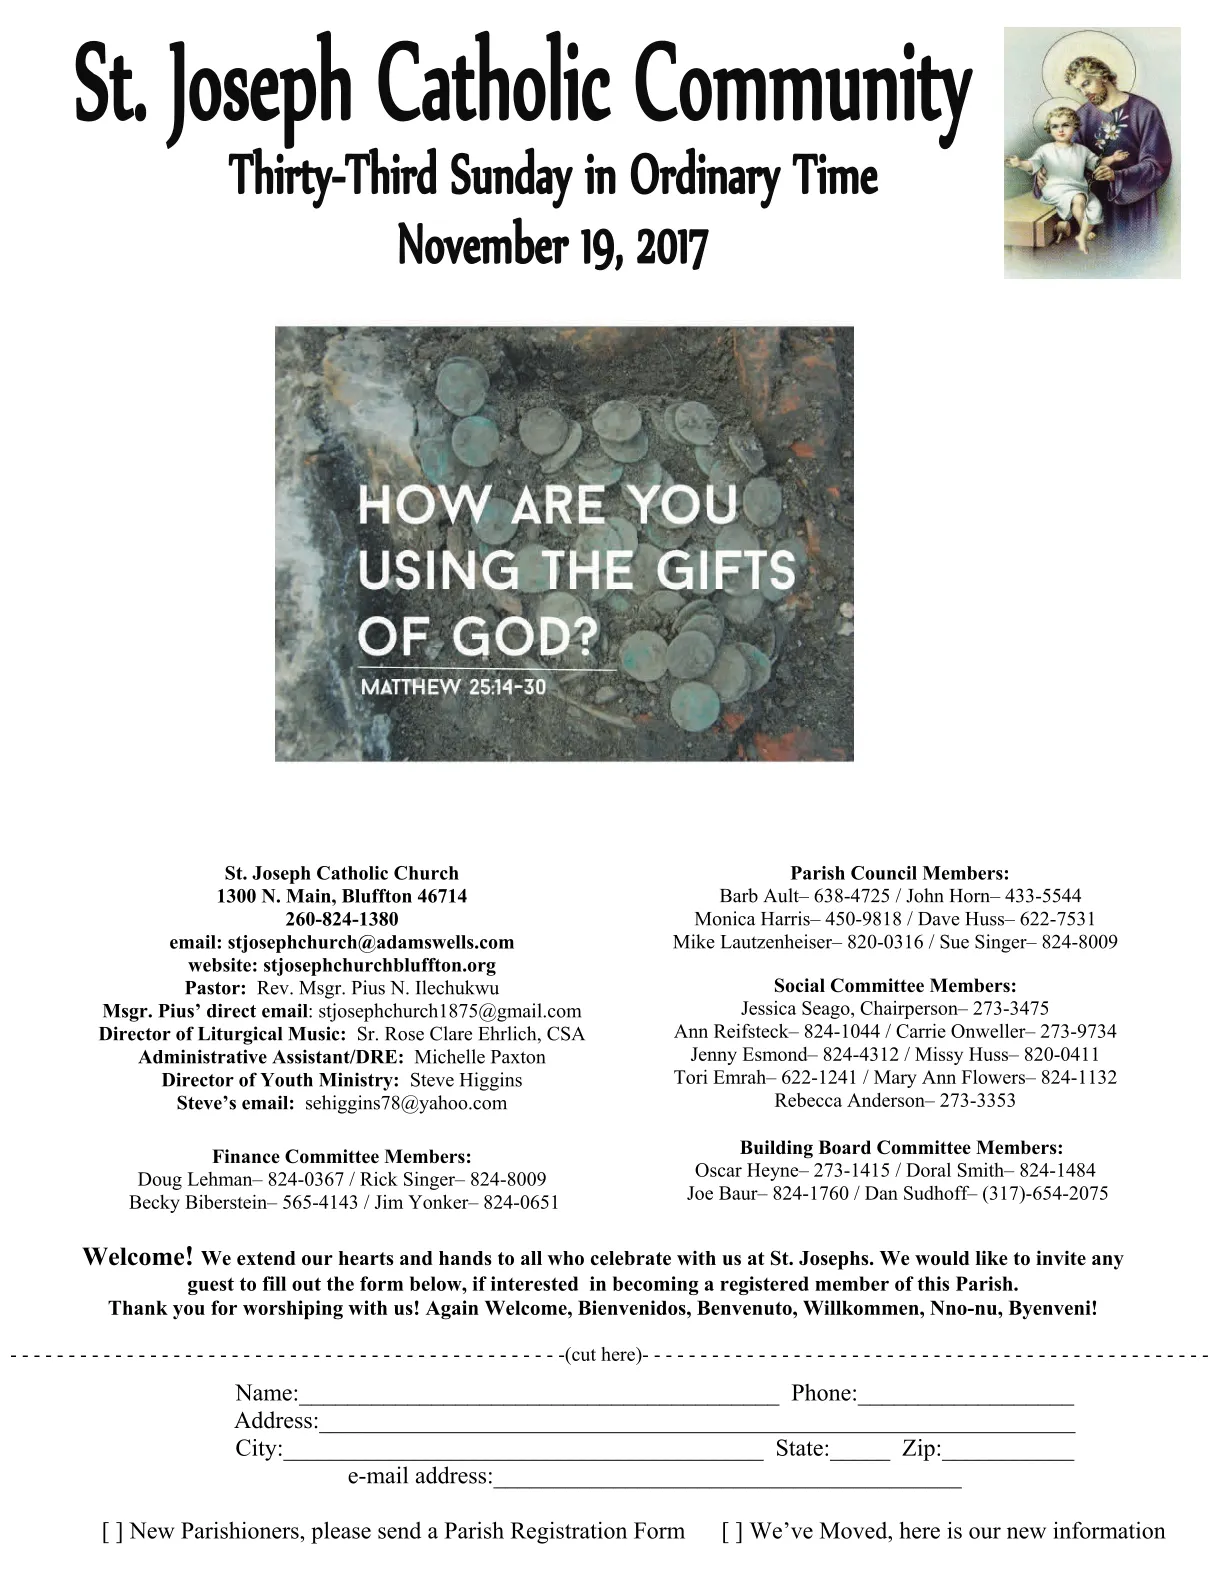 St. Joseph Catholic Community
Thirty-Third Sunday in Ordinary Time
November 19, 2017
HOW ARE YOU
USING THE GIFTS
OF GOD?
MATTHEW 25:14-30
St. Joseph Catholic Church
1300 N. Main, Bluffton 46714
260-824-1380
email: stjosephchurch@adamswells.com
website: stjosephchurchbluffton.org
Pastor: Rev. Msgr. Pius N. Ilechukwu
Msgr. Pius’ direct email: stjosephchurch1875@gmail.com
Director of Liturgical Music: Sr. Rose Clare Ehrlich, CSA
Administrative Assistant/DRE: Michelle Paxton
Director of Youth Ministry: Steve Higgins
Steve’s email: sehiggins78@yahoo.com
Finance Committee Members:
Doug Lehman– 824-0367 / Rick Singer– 824-8009
Becky Biberstein– 565-4143 / Jim Yonker– 824-0651
Parish Council Members:
Barb Ault– 638-4725 / John Horn– 433-5544
Monica Harris– 450-9818 / Dave Huss– 622-7531
Mike Lautzenheiser– 820-0316 / Sue Singer– 824-8009
Social Committee Members:
Jessica Seago, Chairperson– 273-3475
Ann Reifsteck– 824-1044 / Carrie Onweller– 273-9734
Jenny Esmond– 824-4312 / Missy Huss– 820-0411
Tori Emrah– 622-1241 / Mary Ann Flowers– 824-1132
Rebecca Anderson– 273-3353
Building Board Committee Members:
Oscar Heyne– 273-1415 / Doral Smith– 824-1484
Joe Baur– 824-1760 / Dan Sudhoff– (317)-654-2075
Welcome! We extend our hearts and hands to all who celebrate with us at St. Josephs. We would like to invite any
guest to fill out the form below, if interested in becoming a registered member of this Parish.
Thank you for worshiping with us! Again Welcome, Bienvenidos, Benvenuto, Willkommen, Nno-nu, Byenveni!
- - - - - - - - - - - - - - - - - - - - - - - - - - - - - - - - - - - - - - - - - - - - - - - -(cut here)- - - - - - - - - - - - - - - - - - - - - - - - - - - - - - - - - - - - - - - - - - - - - - - - -
Name:________________________________________ Phone:__________________
Address:_______________________________________________________________
City:________________________________________ State:_____ Zip:___________
e-mail address:_______________________________________
[ ] New Parishioners, please send a Parish Registration Form [ ] We’ve Moved, here is our new information